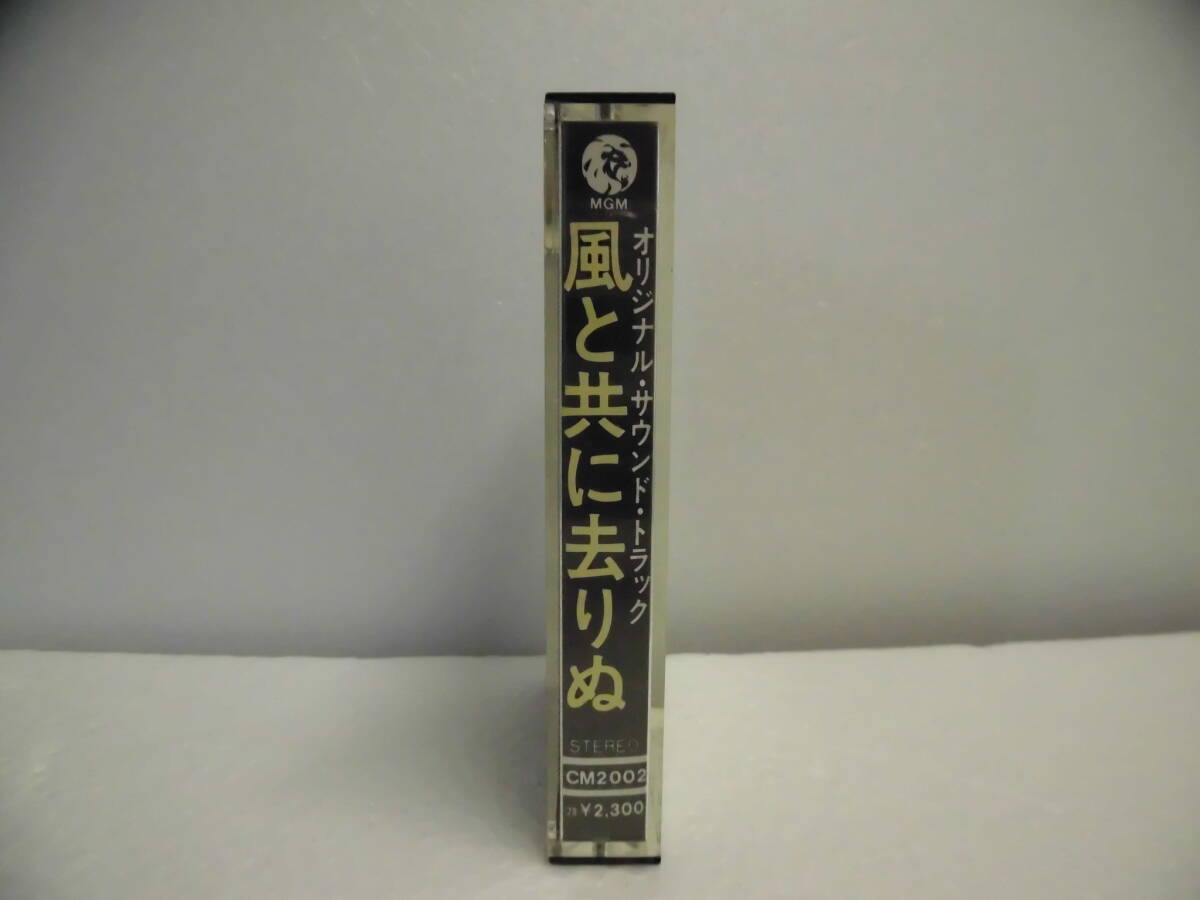 MGM
オリジナル・サウンド・トラック
風と共に去りぬ
STEREO
CM2002
¥2,300